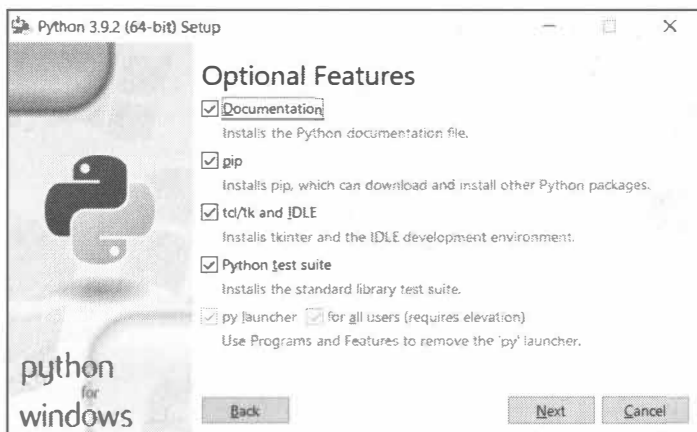 Python 3.9.2 (64-bit) Setup
Optional Features
Documentation
Installs the Python documentation file.
pip
Installs pip, which can download and install other Python packages.
tcl/tk and IDLE
Installs tkinter and the IDLE development environment.
Python test suite
Installs the standard library test suite.
py launcher for all users (requires elevation)
Use Programs and Features to remove the 'py' launcher.
python
for
windows
Back Next Cancel